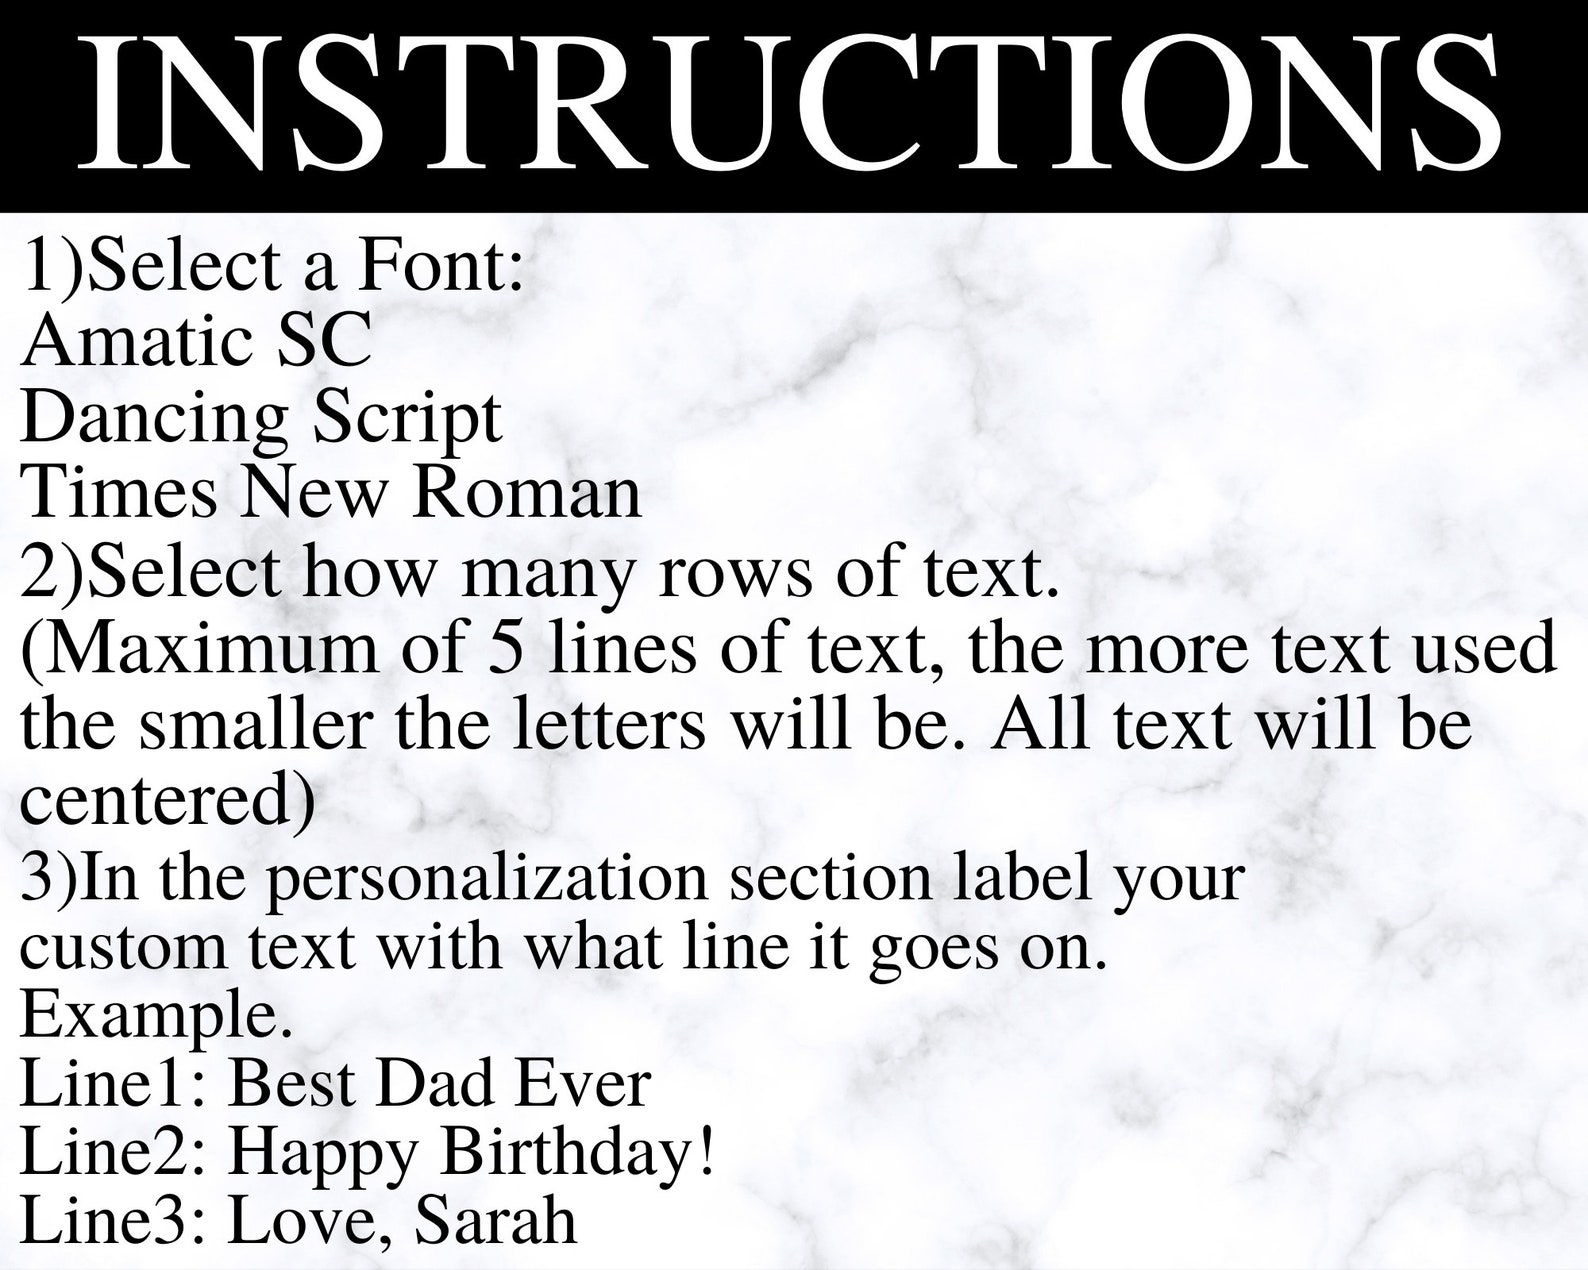 INSTRUCTIONS
1)Select a Font:
Amatic SC
Dancing Script
Times New Roman
2)Select how many rows of text.
(Maximum of 5 lines of text, the more text used
the smaller the letters will be. All text will be
centered)
3)In the personalization section label your
custom text with what line it goes on.
Example.
Line1: Best Dad Ever
Line2: Happy Birthday!
Line3: Love, Sarah